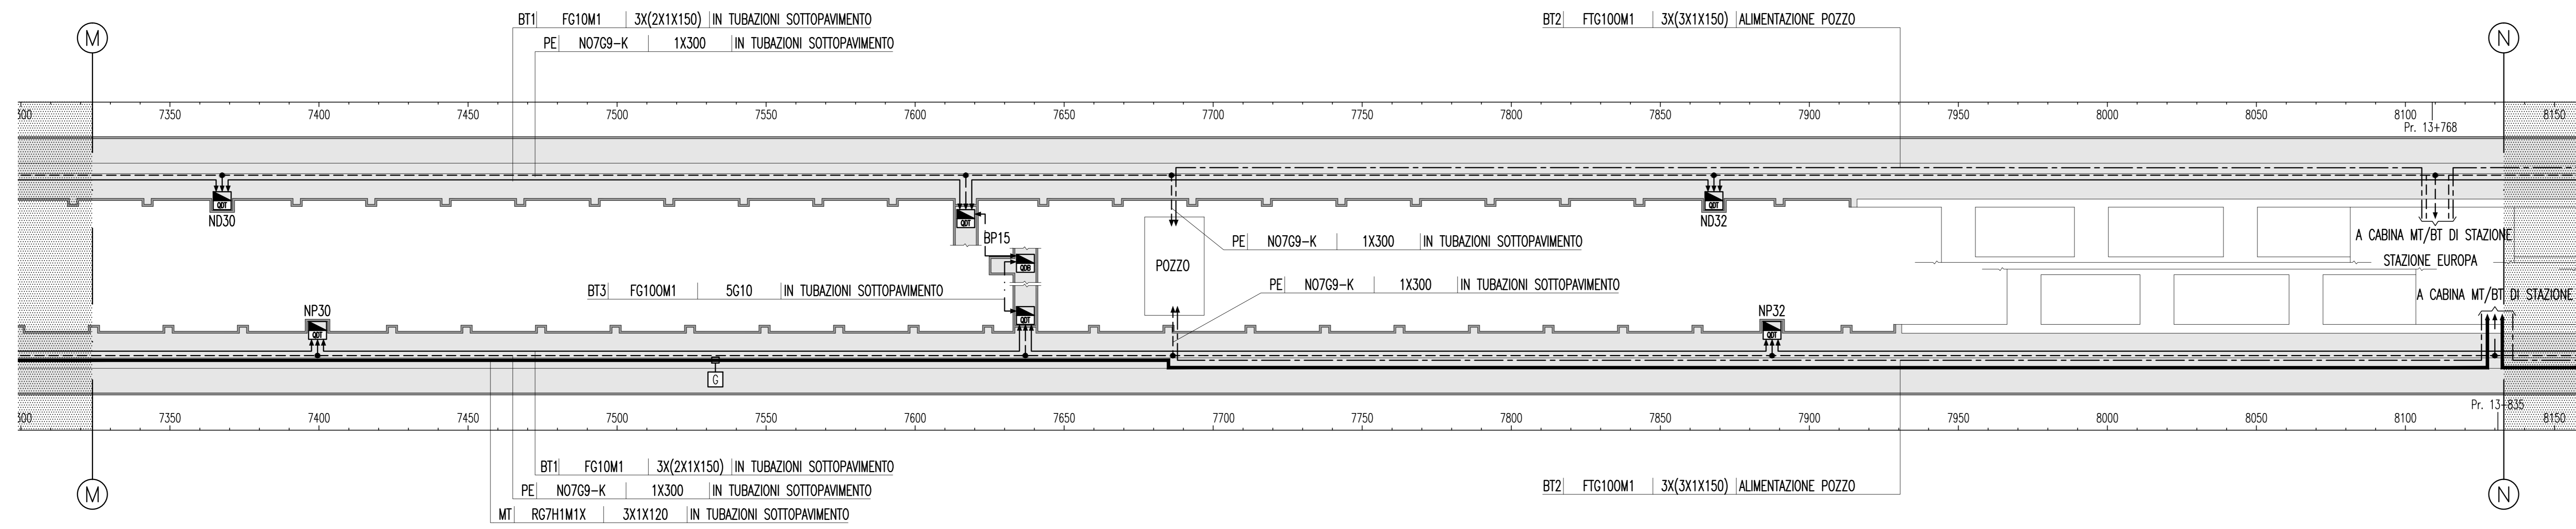 BT1 FG10M1 3X(2X1X150) IN TUBAZIONI SOTTOPAVIMENTO
BT2 FTG10OM1 3X(3X1X150) ALIMENTAZIONE POZZO
PE N07G9-K 1X300 IN TUBAZIONI SOTTOPAVIMENTO
M
N
7350 7400 7450 7500 7550 7600 7650 7700 7750 7800 7850 7900 7950 8000 8050 8100 8150
Pr. 13+768
QDT
ND30
QDT
QDT
ND32
BP15
PE N07G9-K 1X300 IN TUBAZIONI SOTTOPAVIMENTO
A CABINA MT/BT DI STAZIONE
STAZIONE EUROPA
QDB
POZZO
PE N07G9-K 1X300 IN TUBAZIONI SOTTOPAVIMENTO
BT3 FG10OM1 5G10 IN TUBAZIONI SOTTOPAVIMENTO
A CABINA MT/BT DI STAZIONE
NP30
QDT
QDT
NP32
QDT
G
Pr. 13+835
7350 7400 7450 7500 7550 7600 7650 7700 7750 7800 7850 7900 7950 8000 8050 8100 8150
BT1 FG10M1 3X(2X1X150) IN TUBAZIONI SOTTOPAVIMENTO
PE N07G9-K 1X300 IN TUBAZIONI SOTTOPAVIMENTO
BT2 FTG10OM1 3X(3X1X150) ALIMENTAZIONE POZZO
M
N
MT RG7H1M1X 3X1X120 IN TUBAZIONI SOTTOPAVIMENTO